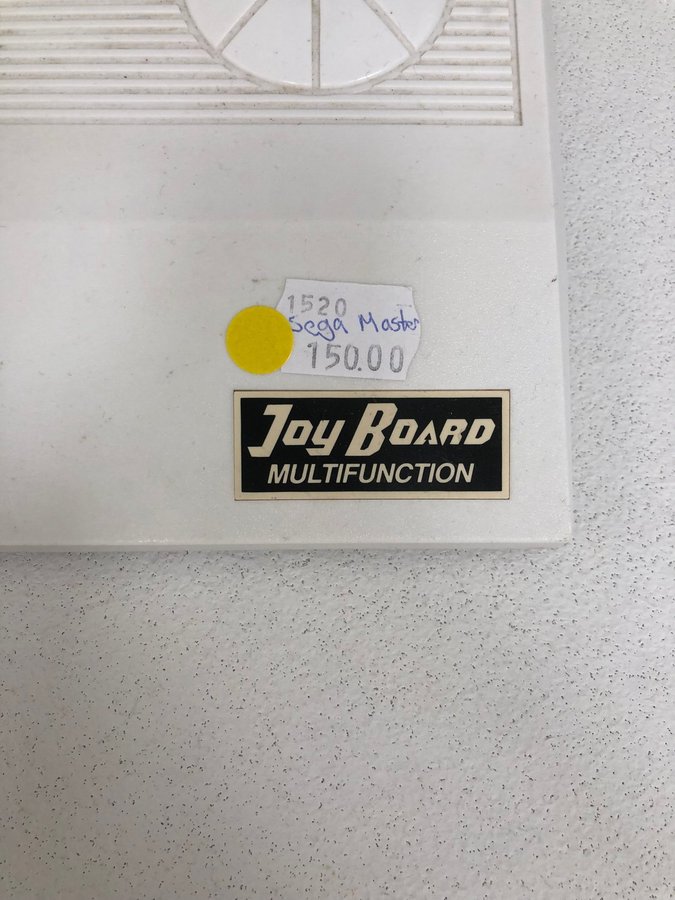 1520
Sega Master
150.00
JOY BOARD
MULTIFUNCTION